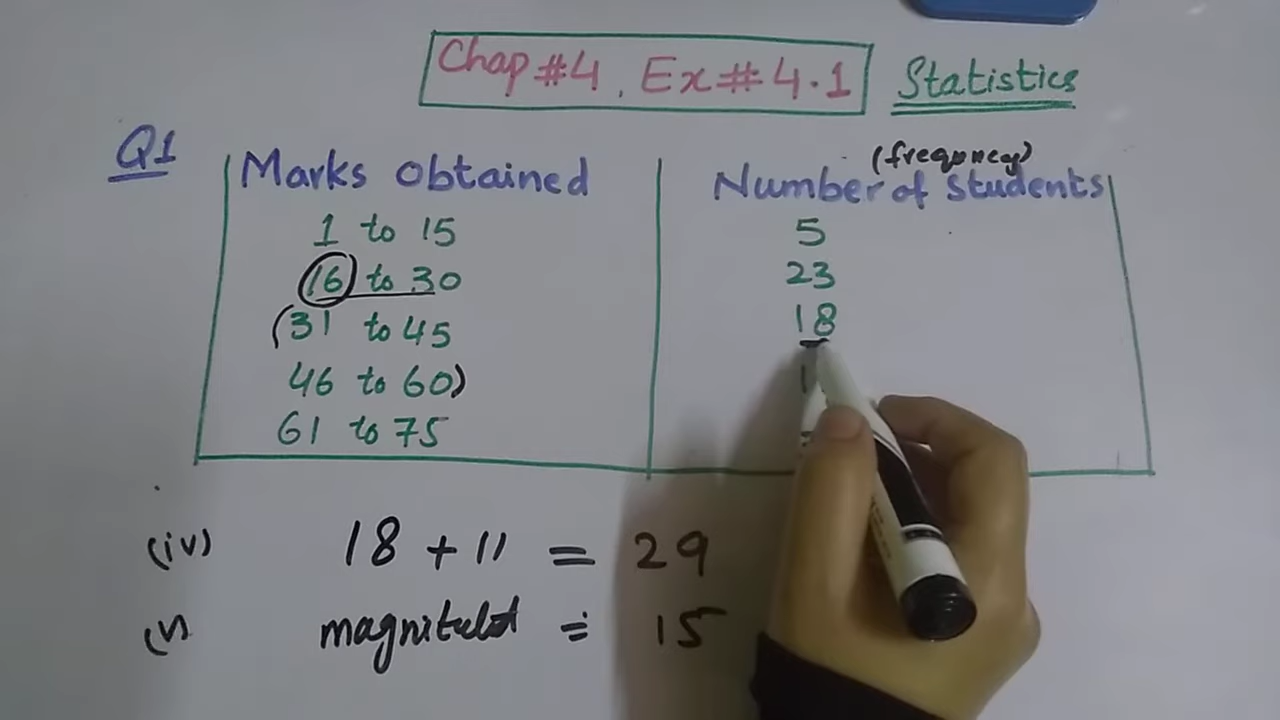 Chap #4, Ex #4.1 Statistics
Q1 Marks obtained (frequency) Number of students
1 to 15 5
16 to 30 23
31 to 45 18
46 to 60) 1
61 to 75
(iv) 18 + 11 = 29
(v) = 15